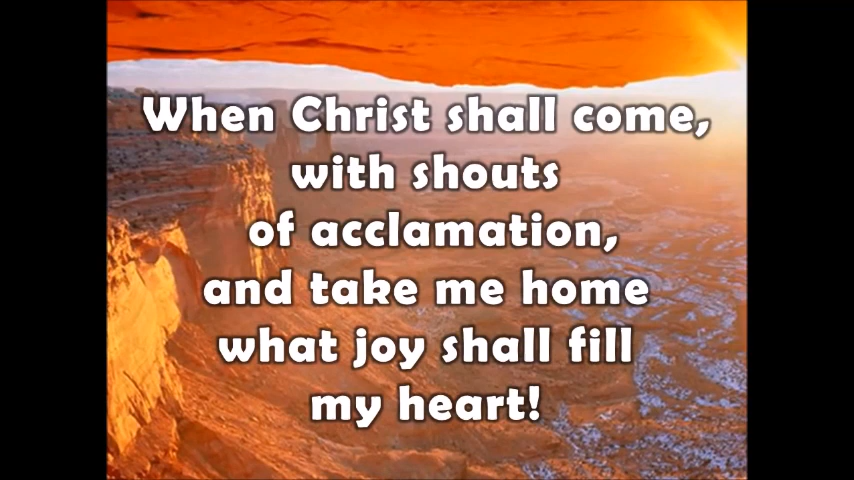 When Christ shall come,
with shouts
of acclamation,
and take me home
what joy shall fill
my heart!